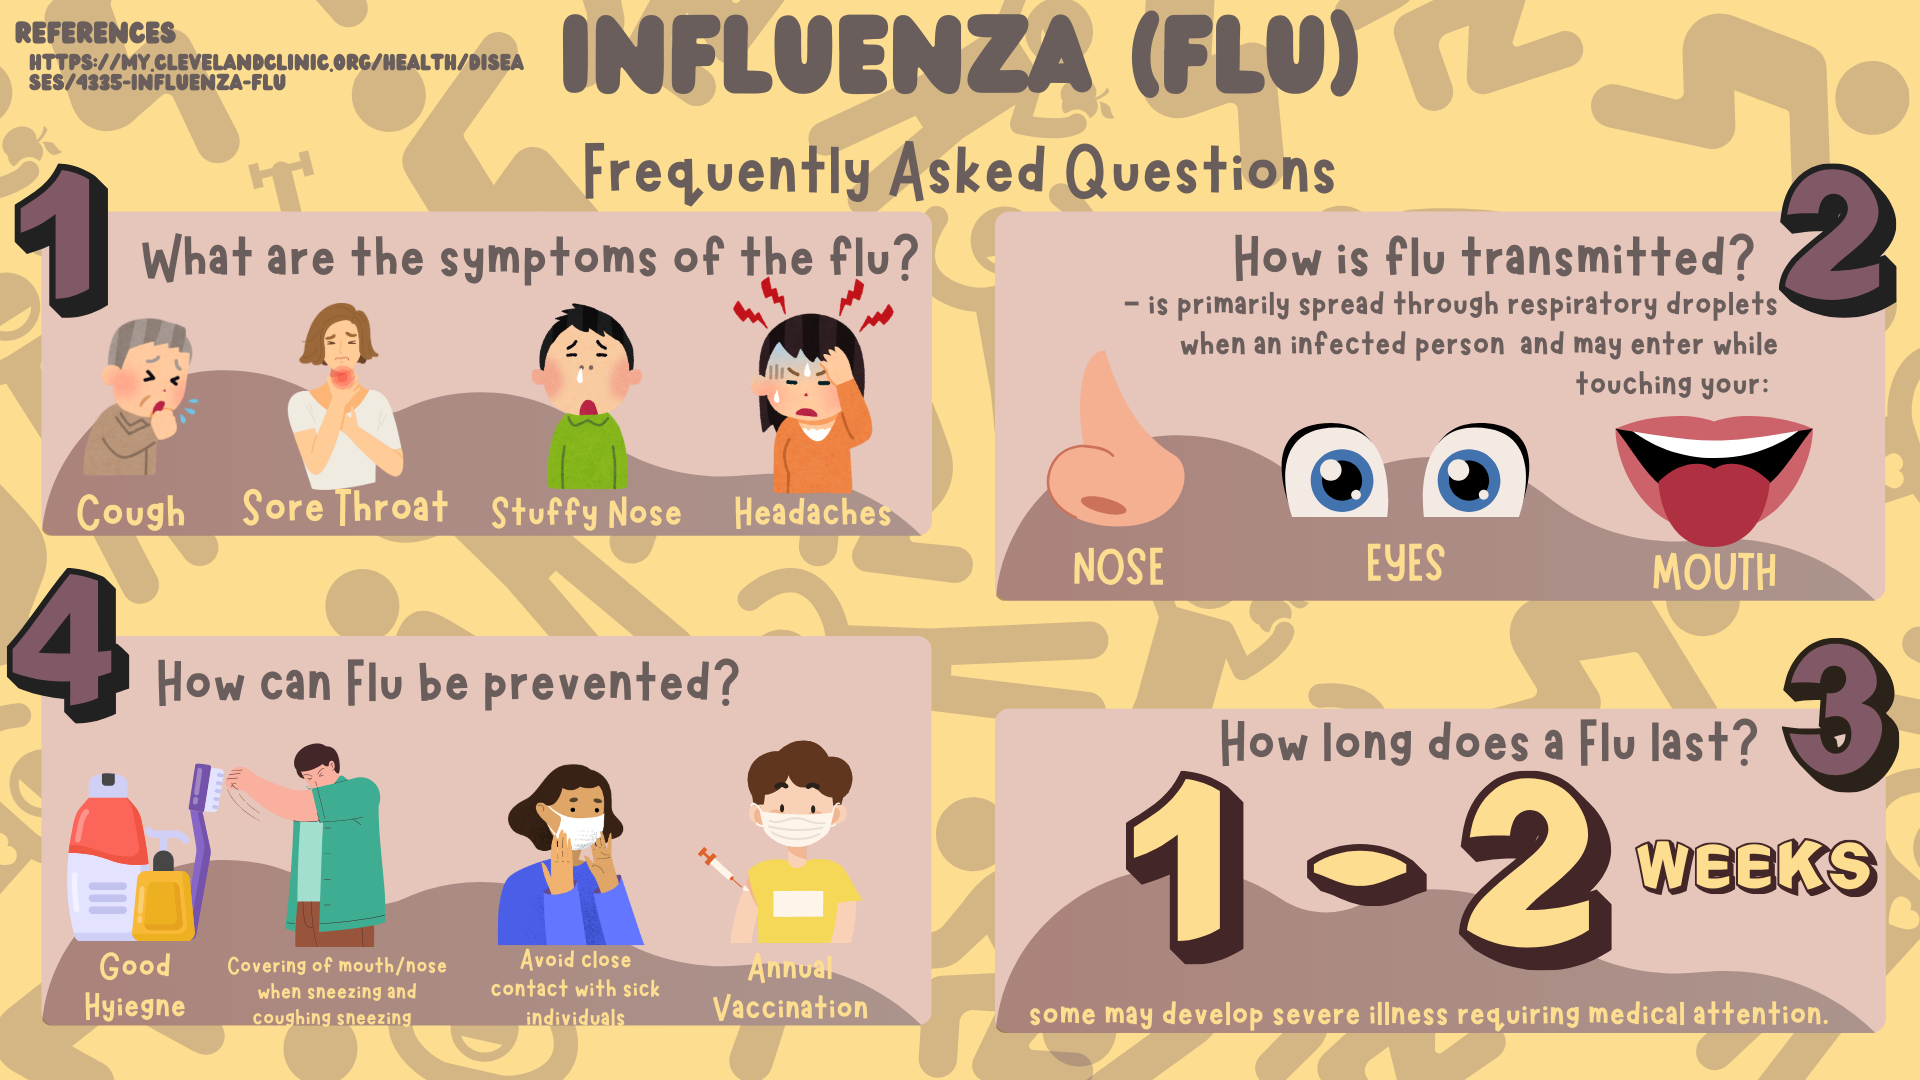 REFERENCES
HTTPS://MY.CLEVELANDCLINIC.ORG/HEALTH/DISEA
SES/4335-INFLUENZA-FLU
INFLUENZA (FLU)
Frequently Asked Questions
1
What are the symptoms of the flu?
Cough
Sore Throat
Stuffy Nose
Headaches
2
How is flu transmitted?
- is primarily spread through respiratory droplets
when an infected person and may enter while
touching your:
NOSE
EYES
MOUTH
3
How long does a Flu last?
1 - 2 WEEKS
some may develop severe illness requiring medical attention.
4
How can Flu be prevented?
Good
Hyiegne
Covering of mouth/nose
when sneezing and
coughing sneezing
Avoid close
contact with sick
individuals
Annual
Vaccination